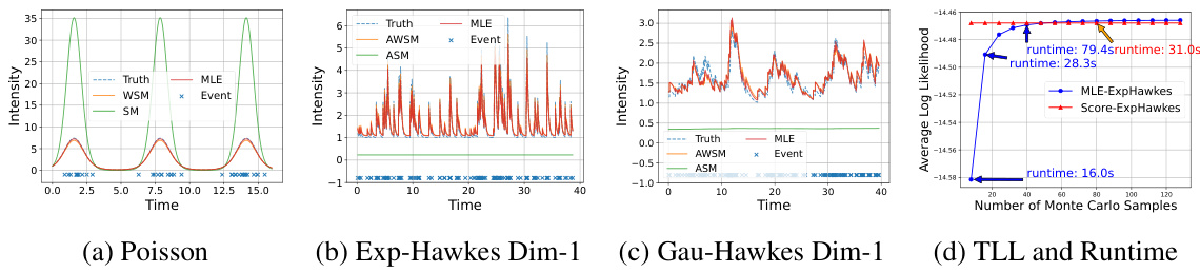 35
30
25
20
15
10
5
0
Intensity
Truth
WSM
SM
MLE
Event
0.0
2.5
5.0
7.5
10.0
12.5
15.0
Time
(a) Poisson
6
5
4
3
2
1
0
−1
Intensity
Truth
AWSM
ASM
MLE
Event
0
10
20
30
40
Time
(b) Exp-Hawkes Dim-1
3.0
2.5
2.0
1.5
1.0
0.5
0.0
−0.5
−1.0
Intensity
Truth
AWSM
ASM
MLE
Event
0
10
20
30
40
Time
(c) Gau-Hawkes Dim-1
−14.46
−14.48
−14.50
−14.52
−14.54
−14.56
−14.58
Average Log Likelihood
runtime: 79.4s
runtime: 31.0s
runtime: 28.3s
MLE-ExpHawkes
Score-ExpHawkes
runtime: 16.0s
20
40
60
80
100
120
Number of Monte Carlo Samples
(d) TLL and Runtime